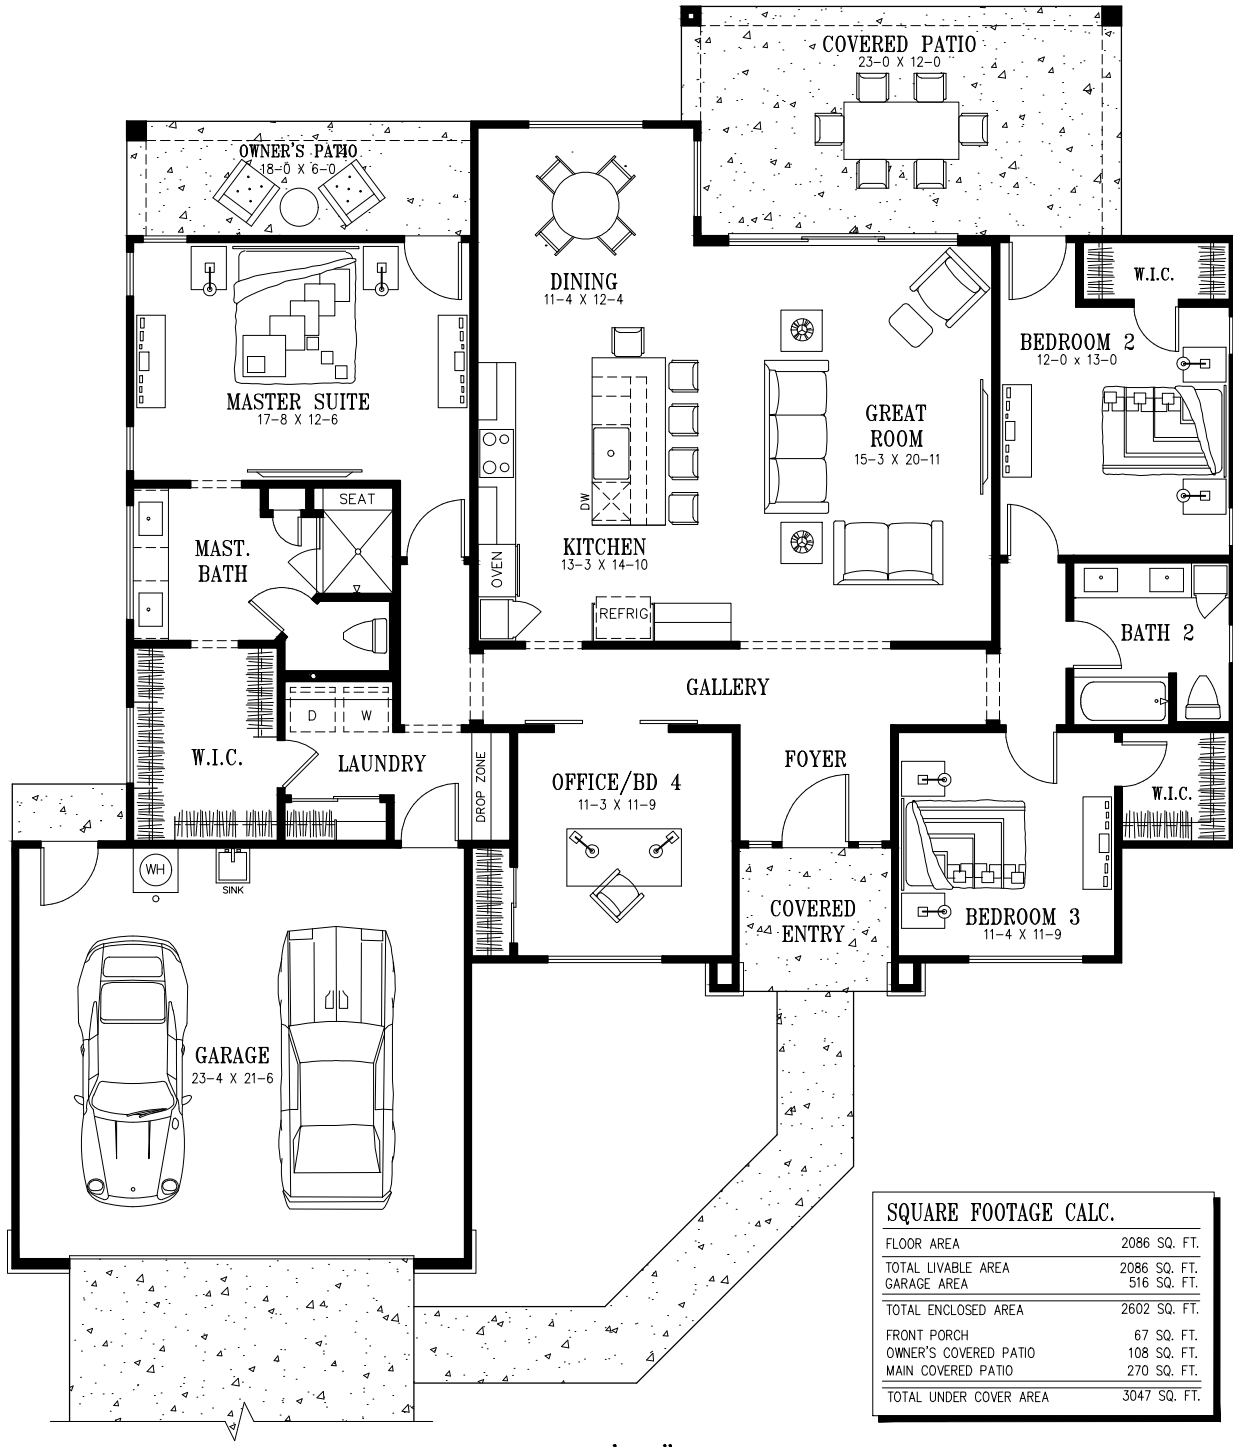 COVERED PATIO
23-0 X 12-0
OWNER'S PATIO
18-0 X 6-0
DINING
11-4 X 12-4
W.I.C.
BEDROOM 2
12-0 x 13-0
MASTER SUITE
17-8 X 12-6
GREAT
ROOM
15-3 X 20-11
SEAT
DW
MAST.
BATH
KITCHEN
13-3 X 14-10
OVEN
REFRIG
BATH 2
GALLERY
D
W
W.I.C.
LAUNDRY
DROP ZONE
OFFICE/BD 4
11-3 X 11-9
FOYER
W.I.C.
WH
SINK
COVERED
ENTRY
BEDROOM 3
11-4 X 11-9
GARAGE
23-4 X 21-6
SQUARE FOOTAGE CALC.
FLOOR AREA 2086 SQ. FT.
TOTAL LIVABLE AREA 2086 SQ. FT.
GARAGE AREA 516 SQ. FT.
TOTAL ENCLOSED AREA 2602 SQ. FT.
FRONT PORCH 67 SQ. FT.
OWNER'S COVERED PATIO 108 SQ. FT.
MAIN COVERED PATIO 270 SQ. FT.
TOTAL UNDER COVER AREA 3047 SQ. FT.